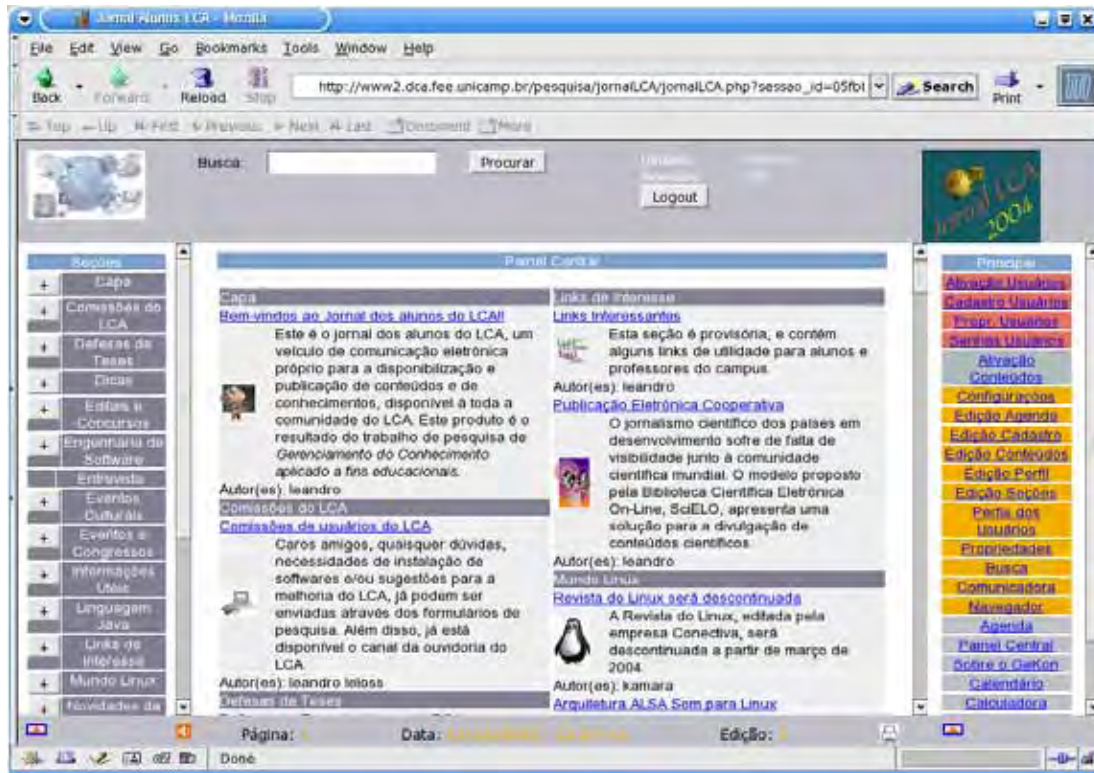 Jornal Alunos LCA - Mozilla
File Edit View Go Bookmarks Tools Window Help
Back Forward Reload Stop
http://www2.dca.fee.unicamp.br/pesquisa/jornalLCA/jornalLCA.php?sessao_id=05fbl
Search Print
Top Up First Previous Next Last Document More
Busca: Procurar
Logout
Jornal LCA
2004
Seções
Capa
Comissões do
LCA
Defesas de
Teses
Dicas
Editais e
Concursos
Engenharia de
Software
Entrevista
Eventos
Culturais
Eventos e
Congressos
Informações
Úteis
Linguagem
Java
Links de
Interesse
Mundo Linux
Novidades da
Painel Central
Capa
Bem-vindos ao Jornal dos alunos do LCA!!
Este é o jornal dos alunos do LCA, um
veículo de comunicação eletrônica
próprio para a disponibilização e
publicação de conteúdos e de
conhecimentos, disponível à toda a
comunidade do LCA. Este produto é o
resultado do trabalho de pesquisa de
Gerenciamento do Conhecimento
aplicado a fins educacionais.
Autor(es): leandro
Comissões do LCA
Comissões de usuários do LCA
Caros amigos, quaisquer dúvidas,
necessidades de instalação de
softwares e/ou sugestões para a
melhoria do LCA, já podem ser
enviadas através dos formulários de
pesquisa. Além disso, já está
disponível o canal da ouvidoria do
LCA.
Autor(es): leandro leloss
Defesas de Teses
Links de Interesse
Links Interessantes
Esta seção é provisória, e contém
alguns links de utilidade para alunos e
professores do campus.
Autor(es): leandro
Publicação Eletrônica Cooperativa
O jornalismo científico dos países em
desenvolvimento sofre de falta de
visibilidade junto à comunidade
científica mundial. O modelo proposto
pela Biblioteca Científica Eletrônica
On-Line, SciELO, apresenta uma
solução para a divulgação de
conteúdos científicos.
Autor(es): leandro
Mundo Linux
Revista do Linux será descontinuada
A Revista do Linux, editada pela
empresa Conectiva, será
descontinuada a partir de março de
2004.
Autor(es): kamara
Arquitetura ALSA Som para Linux
Principal
Ativação Usuários
Cadastro Usuários
Propr. Usuários
Senhas Usuários
Ativação
Conteúdos
Configurações
Edição Agenda
Edição Cadastro
Edição Conteúdos
Edição Perfil
Edição Seções
Perfis dos
Usuários
Propriedades
Busca
Comunicadora
Navegador
Agenda
Painel Central
Sobre o GeKon
Calendário
Calculadora
Página: Data: Edição:
Done